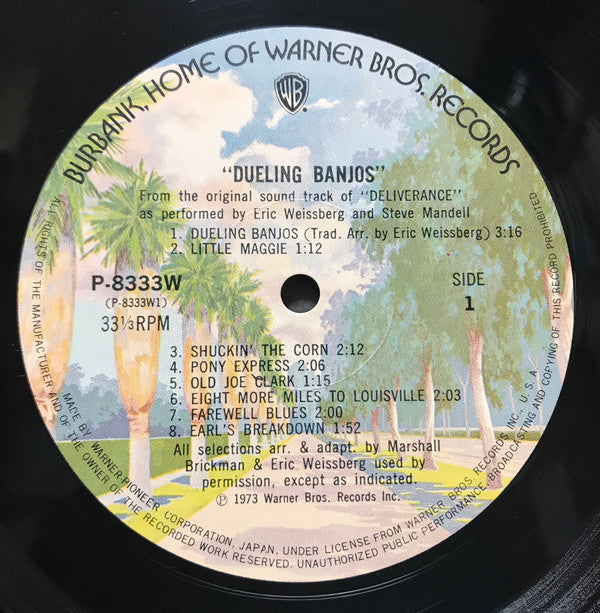 BURBANK, HOME OF WARNER BROS. RECORDS
WB
"DUELING BANJOS"
From the original sound track of "DELIVERANCE"
as performed by Eric Weissberg and Steve Mandell
1. DUELING BANJOS (Trad. Arr. by Eric Weissberg) 3:16
2. LITTLE MAGGIE 1:12
P-8333W
(P-8333W1)
33⅓ RPM
SIDE
1
3. SHUCKIN' THE CORN 2:12
4. PONY EXPRESS 2:06
5. OLD JOE CLARK 1:15
6. EIGHT MORE MILES TO LOUISVILLE 2:03
7. FAREWELL BLUES 2:00
8. EARL'S BREAKDOWN 1:52
All selections arr. & adapt. by Marshall
Brickman & Eric Weissberg used by
permission, except as indicated.
℗ 1973 Warner Bros. Records Inc.
MADE BY WARNER-PIONEER CORPORATION, JAPAN, UNDER LICENSE FROM WARNER BROS. RECORDS INC., U.S.A.
ALL RIGHTS OF THE MANUFACTURER AND OF THE OWNER OF THE RECORDED WORK RESERVED. UNAUTHORIZED PUBLIC PERFORMANCE, BROADCASTING AND COPYING OF THIS RECORD PROHIBITED